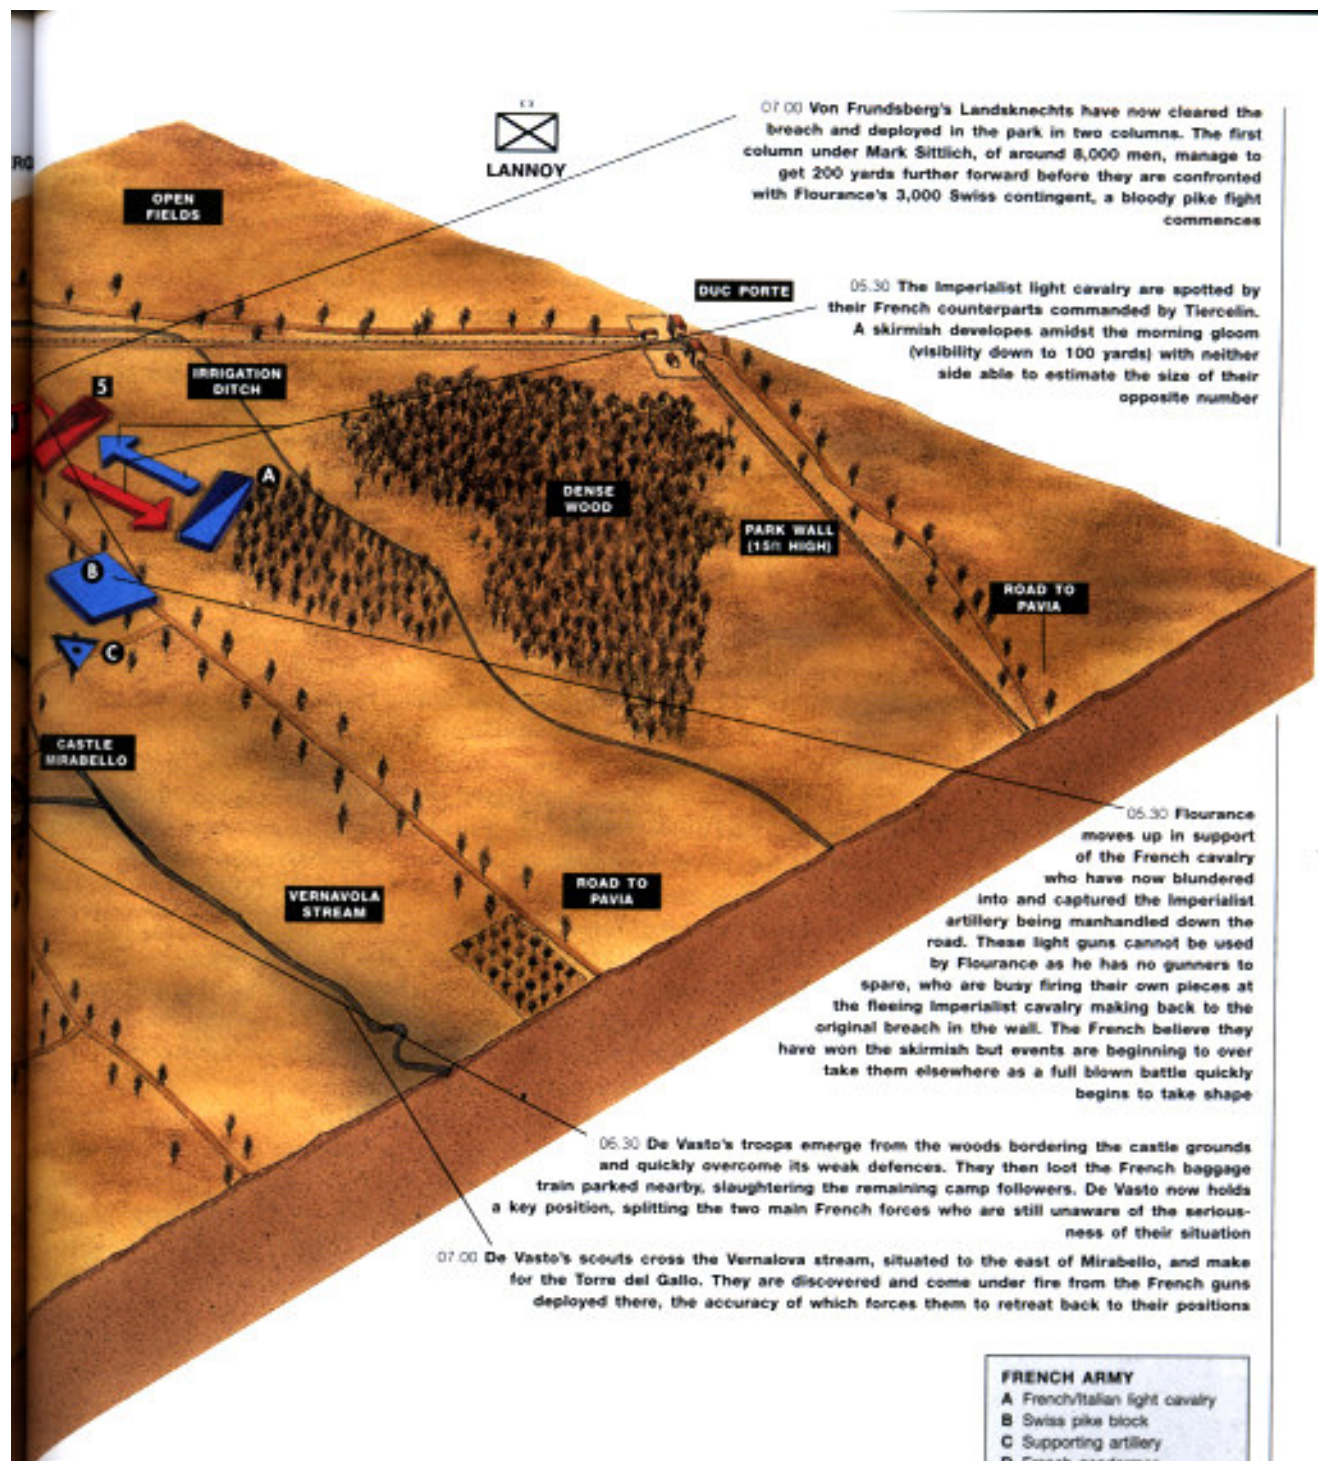 LANNOY
07.00 Von Frundsberg's Landsknechts have now cleared the
breach and deployed in the park in two columns. The first
column under Mark Sittlich, of around 8,000 men, manage to
get 200 yards further forward before they are confronted
with Flourance's 3,000 Swiss contingent, a bloody pike fight
commences
OPEN
FIELDS
DUC PORTE
05.30 The Imperialist light cavalry are spotted by
their French counterparts commanded by Tiercelin.
A skirmish developes amidst the morning gloom
(visibility down to 100 yards) with neither
side able to estimate the size of their
opposite number
IRRIGATION
DITCH
5
A
DENSE
WOOD
PARK WALL
(15ft HIGH)
B
ROAD TO
PAVIA
C
CASTLE
MIRABELLO
05.30 Flourance
moves up in support
of the French cavalry
who have now blundered
into and captured the Imperialist
artillery being manhandled down the
road. These light guns cannot be used
by Flourance as he has no gunners to
spare, who are busy firing their own pieces at
the fleeing Imperialist cavalry making back to the
original breach in the wall. The French believe they
have won the skirmish but events are beginning to over
take them elsewhere as a full blown battle quickly
begins to take shape
VERNAVOLA
STREAM
ROAD TO
PAVIA
06.30 De Vasto's troops emerge from the woods bordering the castle grounds
and quickly overcome its weak defences. They then loot the French baggage
train parked nearby, slaughtering the remaining camp followers. De Vasto now holds
a key position, splitting the two main French forces who are still unaware of the serious-
ness of their situation
07.00 De Vasto's scouts cross the Vernalova stream, situated to the east of Mirabello, and make
for the Torre del Gallo. They are discovered and come under fire from the French guns
deployed there, the accuracy of which forces them to retreat back to their positions
FRENCH ARMY
A French/Italian light cavalry
B Swiss pike block
C Supporting artillery